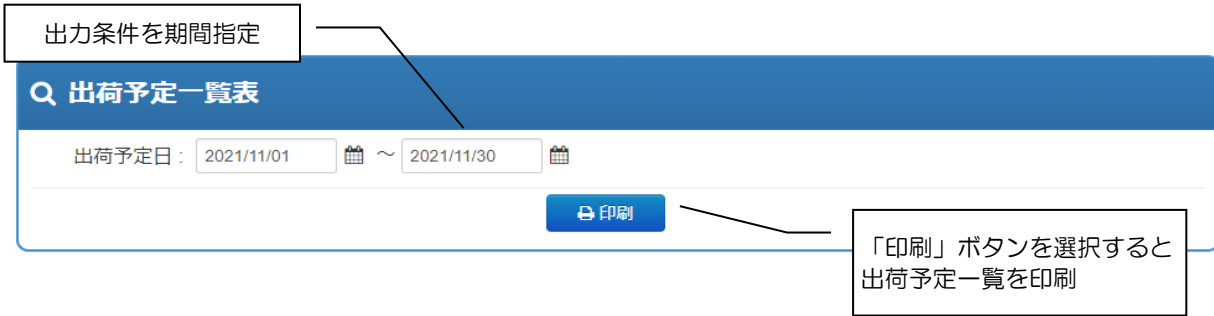 出力条件を期間指定
出荷予定一覧表
出荷予定日 : 2021/11/01 ～ 2021/11/30
印刷
「印刷」ボタンを選択すると
出荷予定一覧を印刷